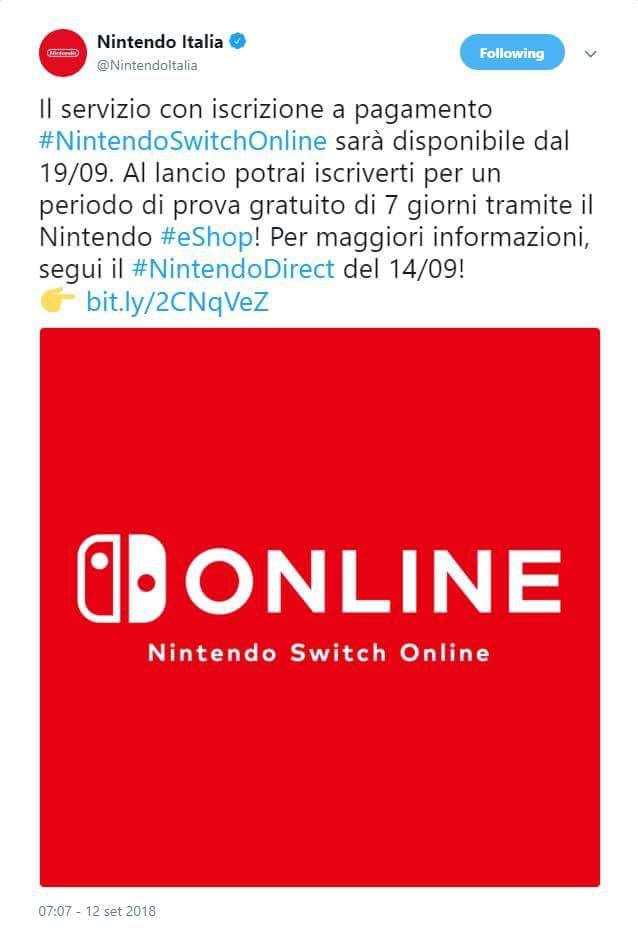 Nintendo Italia
@NintendoItalia
Following
Il servizio con iscrizione a pagamento
#NintendoSwitchOnline sarà disponibile dal
19/09. Al lancio potrai iscriverti per un
periodo di prova gratuito di 7 giorni tramite il
Nintendo #eShop! Per maggiori informazioni,
segui il #NintendoDirect del 14/09!
👉 bit.ly/2CNqVeZ
ONLINE
Nintendo Switch Online
07:07 - 12 set 2018